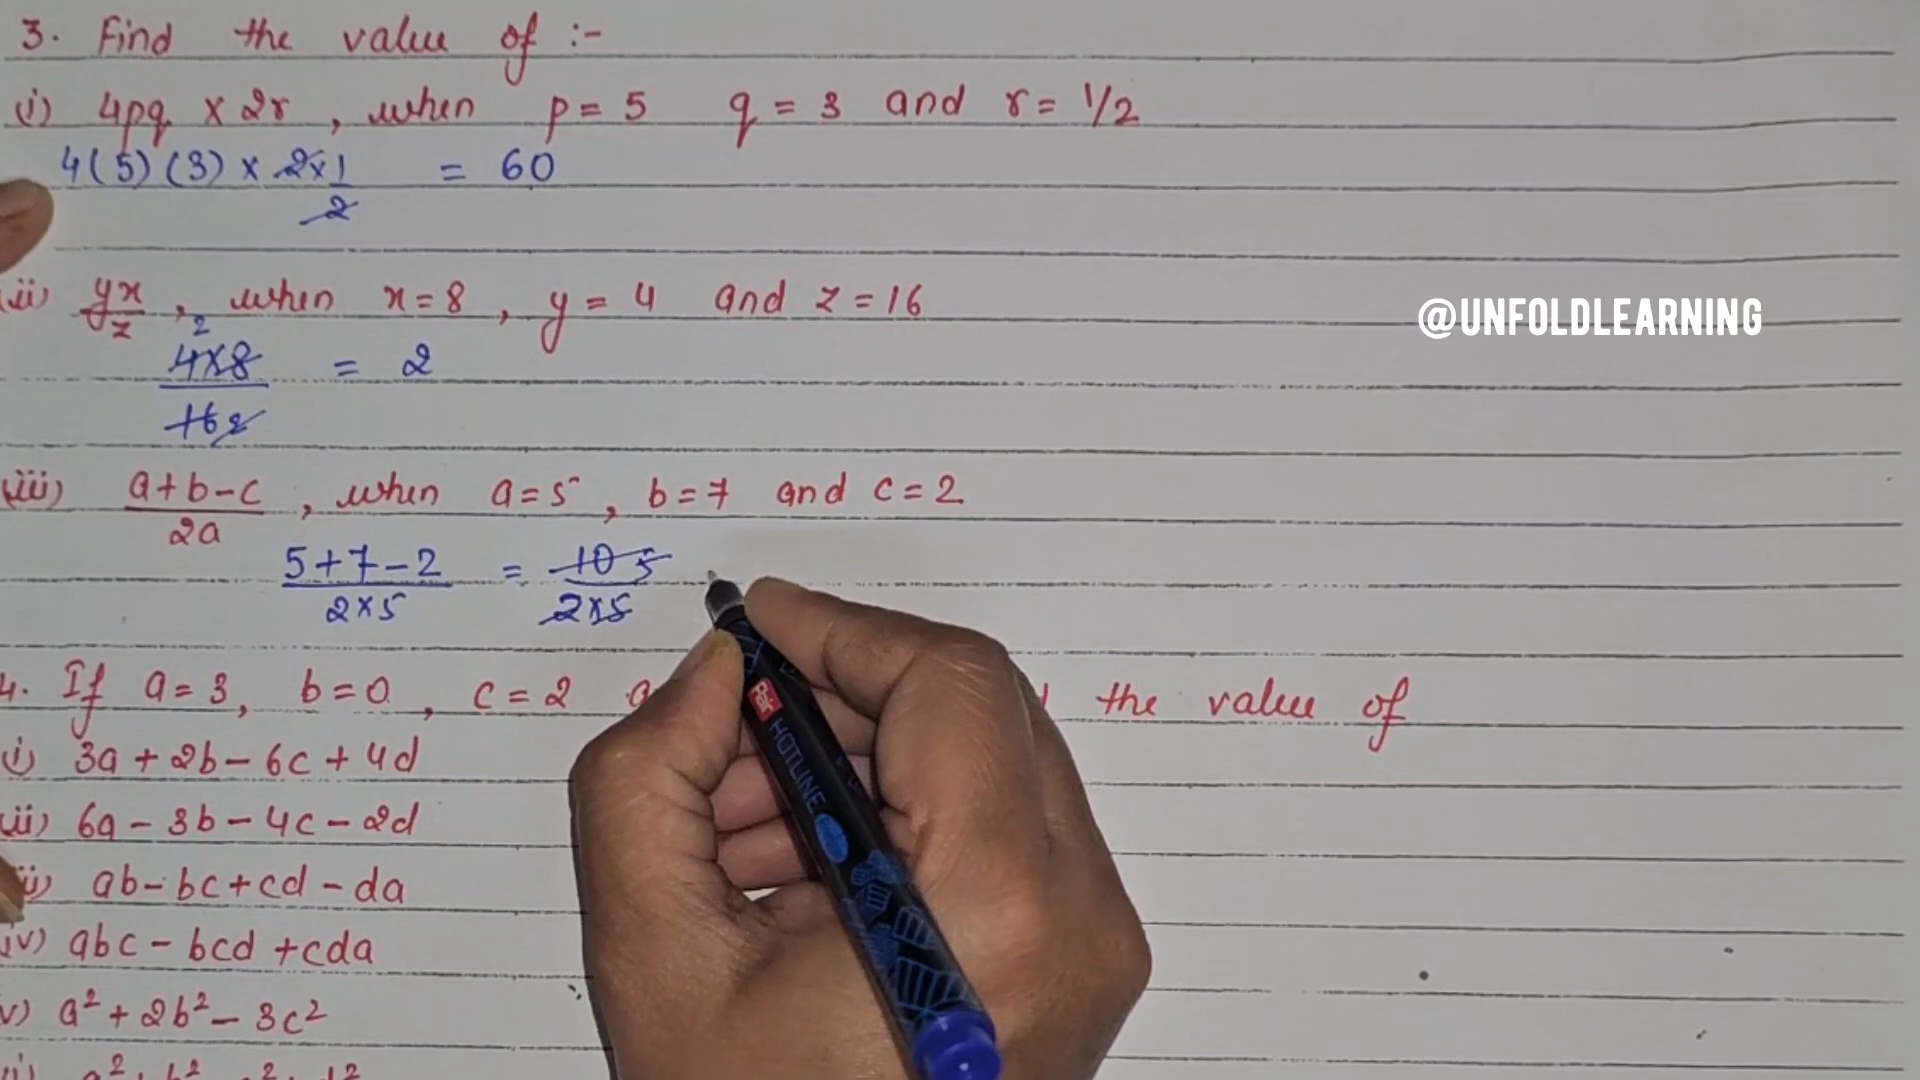 3. Find the value of :-
(i) 4pq × 2r , when p = 5 q = 3 and r = 1/2
4(5)(3) × 2×1 = 60
2
(ii) yx/z , when x = 8 , y = 4 and z = 16
@UNFOLDLEARNING
2
4×8 = 2
16 2
(iii) a+b-c , when a = 5 , b = 7 and c = 2
2a
5+7-2 = 10 5
2×5 2×5
4. If a = 3, b = 0 , c = 2 the value of
(i) 3a + 2b - 6c + 4d
(ii) 6a - 3b - 4c - 2d
ab - bc + cd - da
iv) abc - bcd + cda
v) a² + 2b² - 3c²
Rorito
HOTLINE